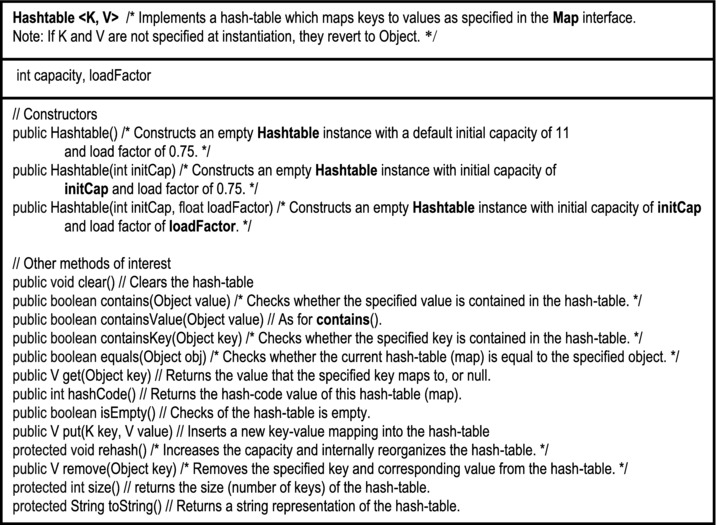 Hashtable <K, V> /* Implements a hash-table which maps keys to values as specified in the Map interface.
Note: If K and V are not specified at instantiation, they revert to Object. */
int capacity, loadFactor
// Constructors
public Hashtable() /* Constructs an empty Hashtable instance with a default initial capacity of 11
and load factor of 0.75. */
public Hashtable(int initCap) /* Constructs an empty Hashtable instance with initial capacity of
initCap and load factor of 0.75. */
public Hashtable(int initCap, float loadFactor) /* Constructs an empty Hashtable instance with initial capacity of initCap
and load factor of loadFactor. */
// Other methods of interest
public void clear() // Clears the hash-table
public boolean contains(Object value) /* Checks whether the specified value is contained in the hash-table. */
public boolean containsValue(Object value) // As for contains().
public boolean containsKey(Object key) /* Checks whether the specified key is contained in the hash-table. */
public boolean equals(Object obj) /* Checks whether the current hash-table (map) is equal to the specified object. */
public V get(Object key) // Returns the value that the specified key maps to, or null.
public int hashCode() // Returns the hash-code value of this hash-table (map).
public boolean isEmpty() // Checks of the hash-table is empty.
public V put(K key, V value) // Inserts a new key-value mapping into the hash-table
protected void rehash() /* Increases the capacity and internally reorganizes the hash-table. */
public V remove(Object key) /* Removes the specified key and corresponding value from the hash-table. */
protected int size() // returns the size (number of keys) of the hash-table.
protected String toString() // Returns a string representation of the hash-table.